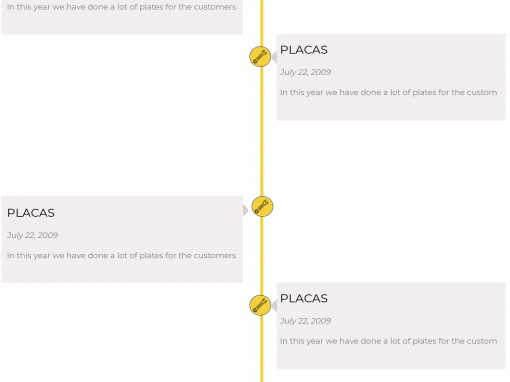 In this year we have done a lot of plates for the customers
PLACAS
July 22, 2009
In this year we have done a lot of plates for the custom
PLACAS
July 22, 2009
In this year we have done a lot of plates for the customers
PLACAS
July 22, 2009
In this year we have done a lot of plates for the custom